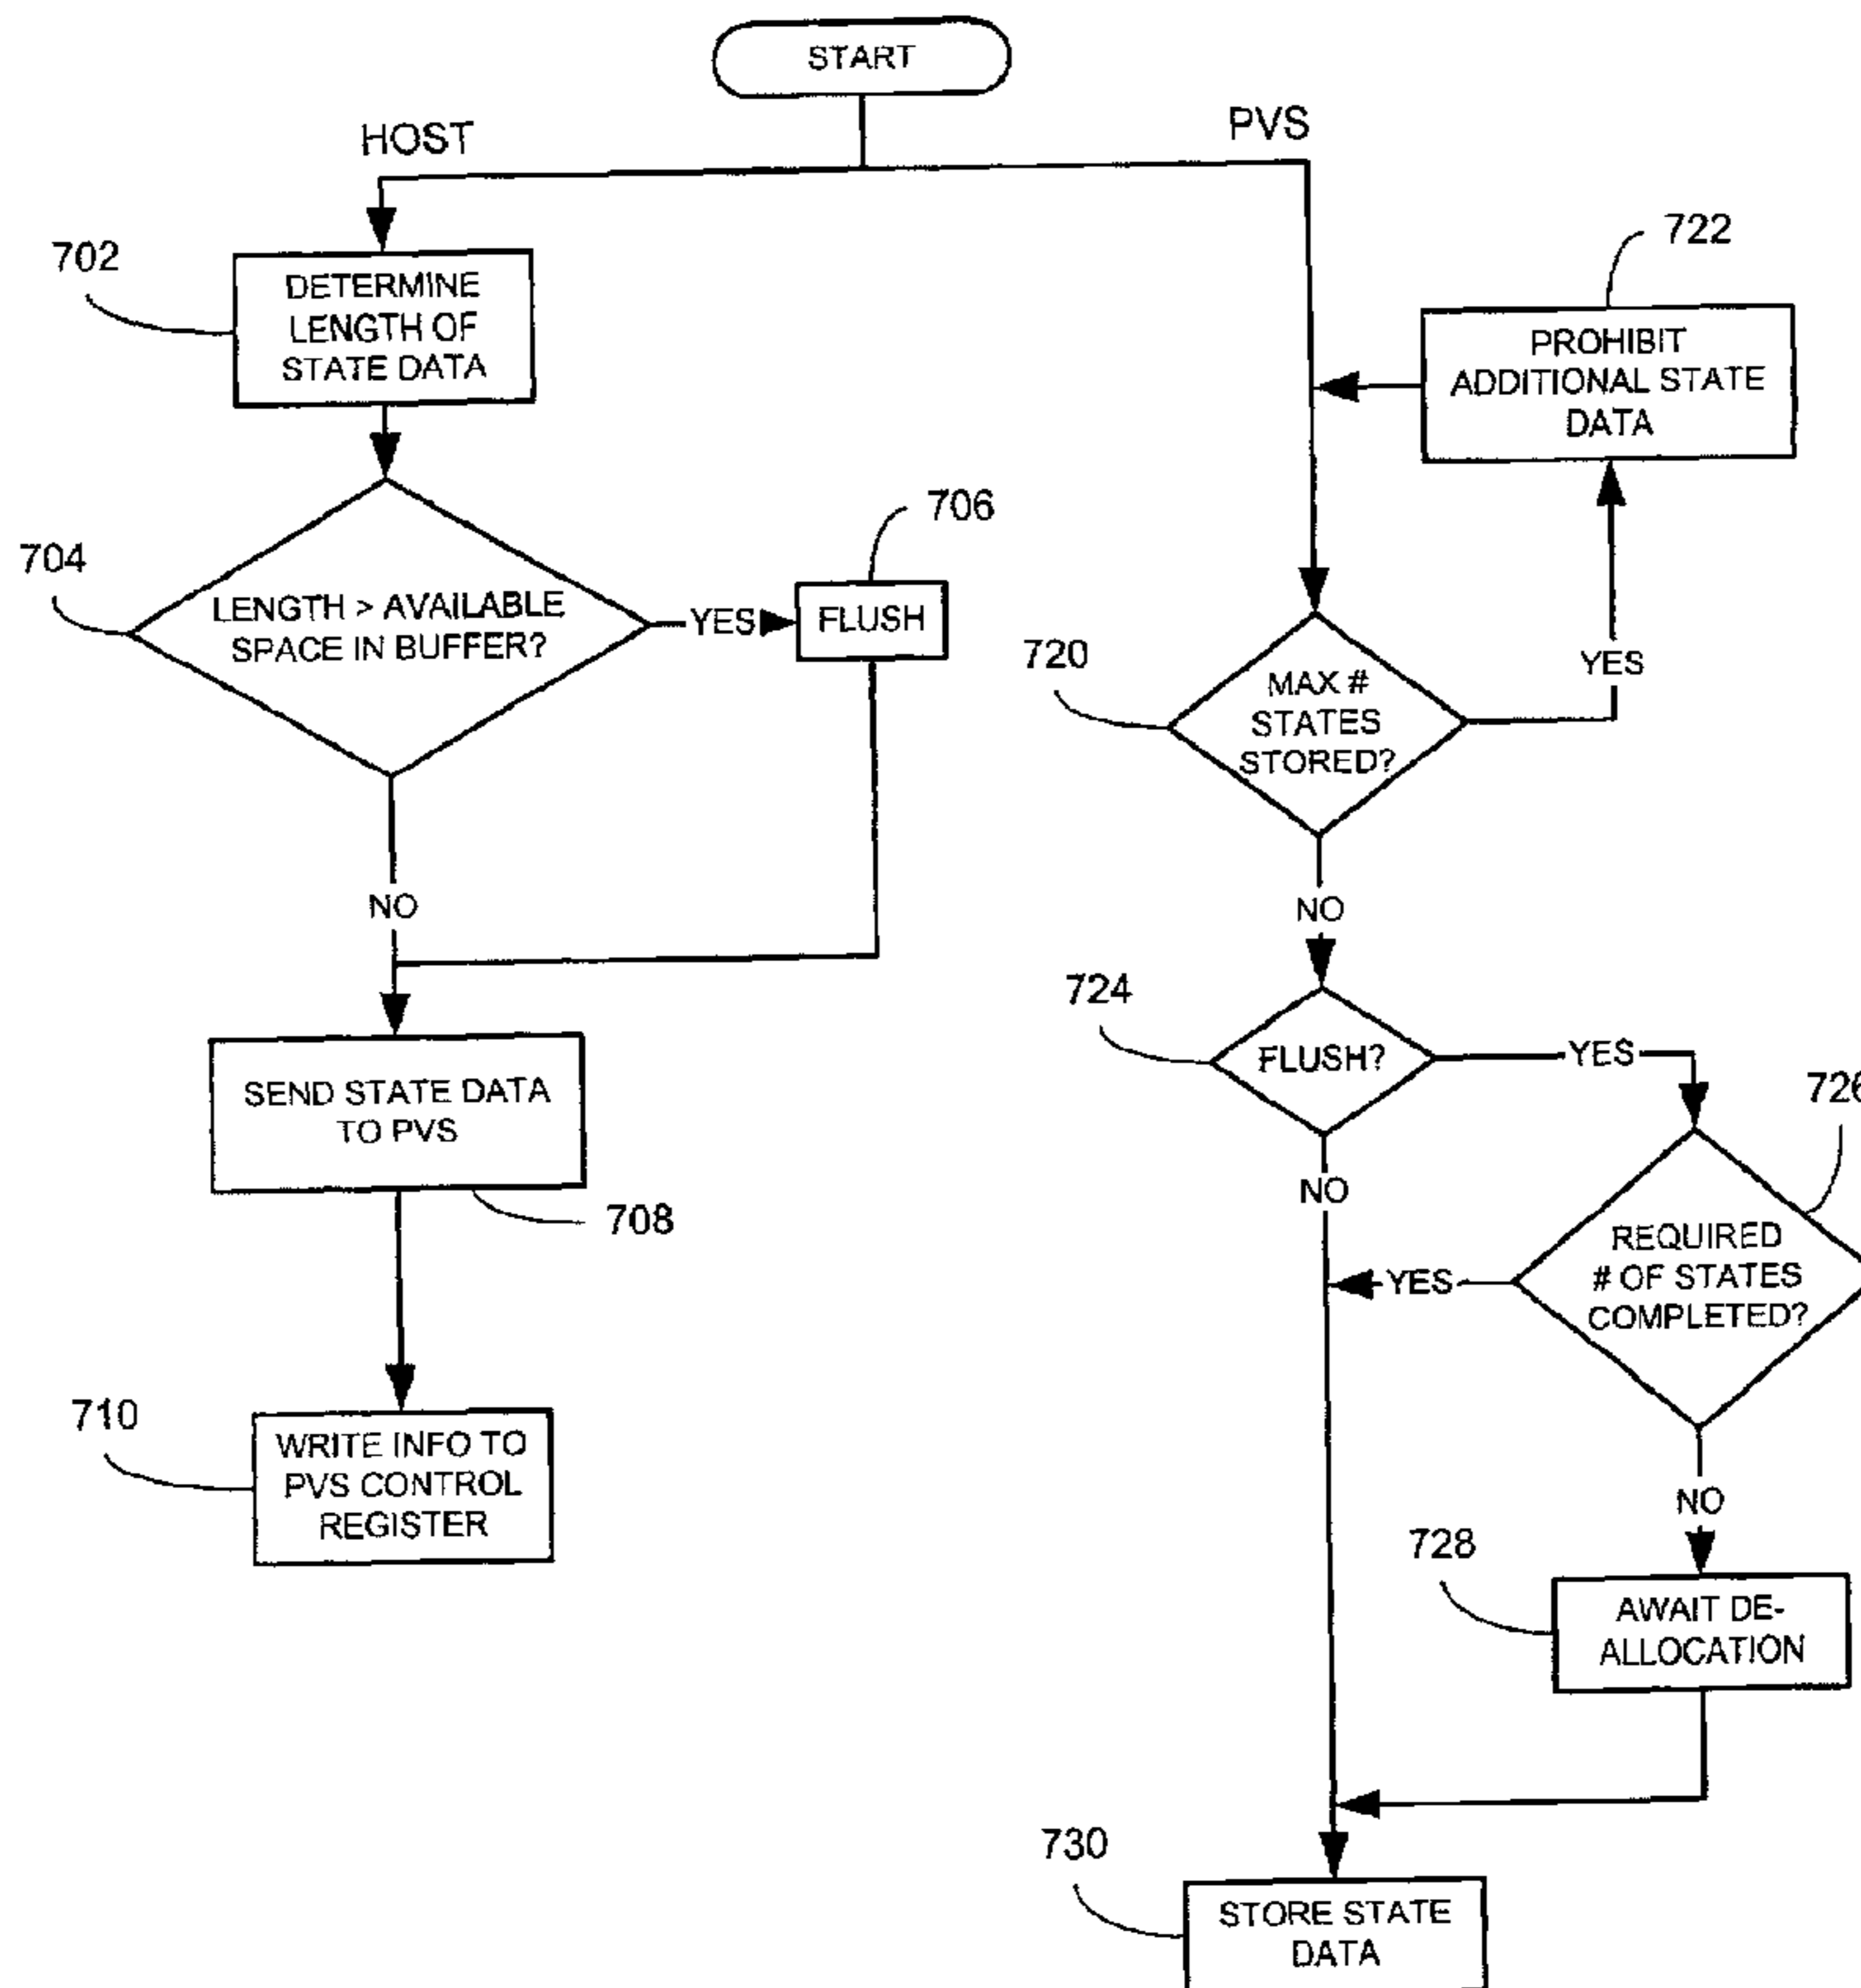 START
HOST
PVS
702
DETERMINE
LENGTH OF
STATE DATA
722
PROHIBIT
ADDITIONAL STATE
DATA
704
LENGTH > AVAILABLE
SPACE IN BUFFER?
YES
706
FLUSH
720
MAX #
STATES
STORED?
YES
NO
NO
724
FLUSH?
YES
NO
726
REQUIRED
# OF STATES
COMPLETED?
YES
NO
SEND STATE DATA
TO PVS
708
710
WRITE INFO TO
PVS CONTROL
REGISTER
728
AWAIT DE-
ALLOCATION
730
STORE STATE
DATA